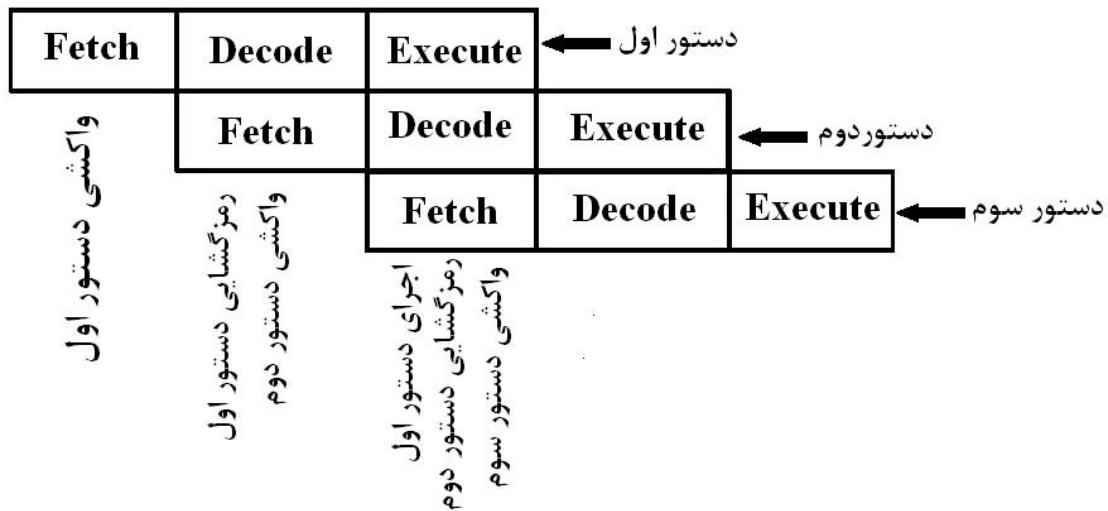 Fetch Decode Execute دستور اول
Fetch Decode Execute دستوردوم
Fetch Decode Execute دستور سوم
واکشی دستور اول
رمزگشایی دستور اول
واکشی دستور دوم
اجرای دستور اول
رمزگشایی دستور دوم
واکشی دستور سوم